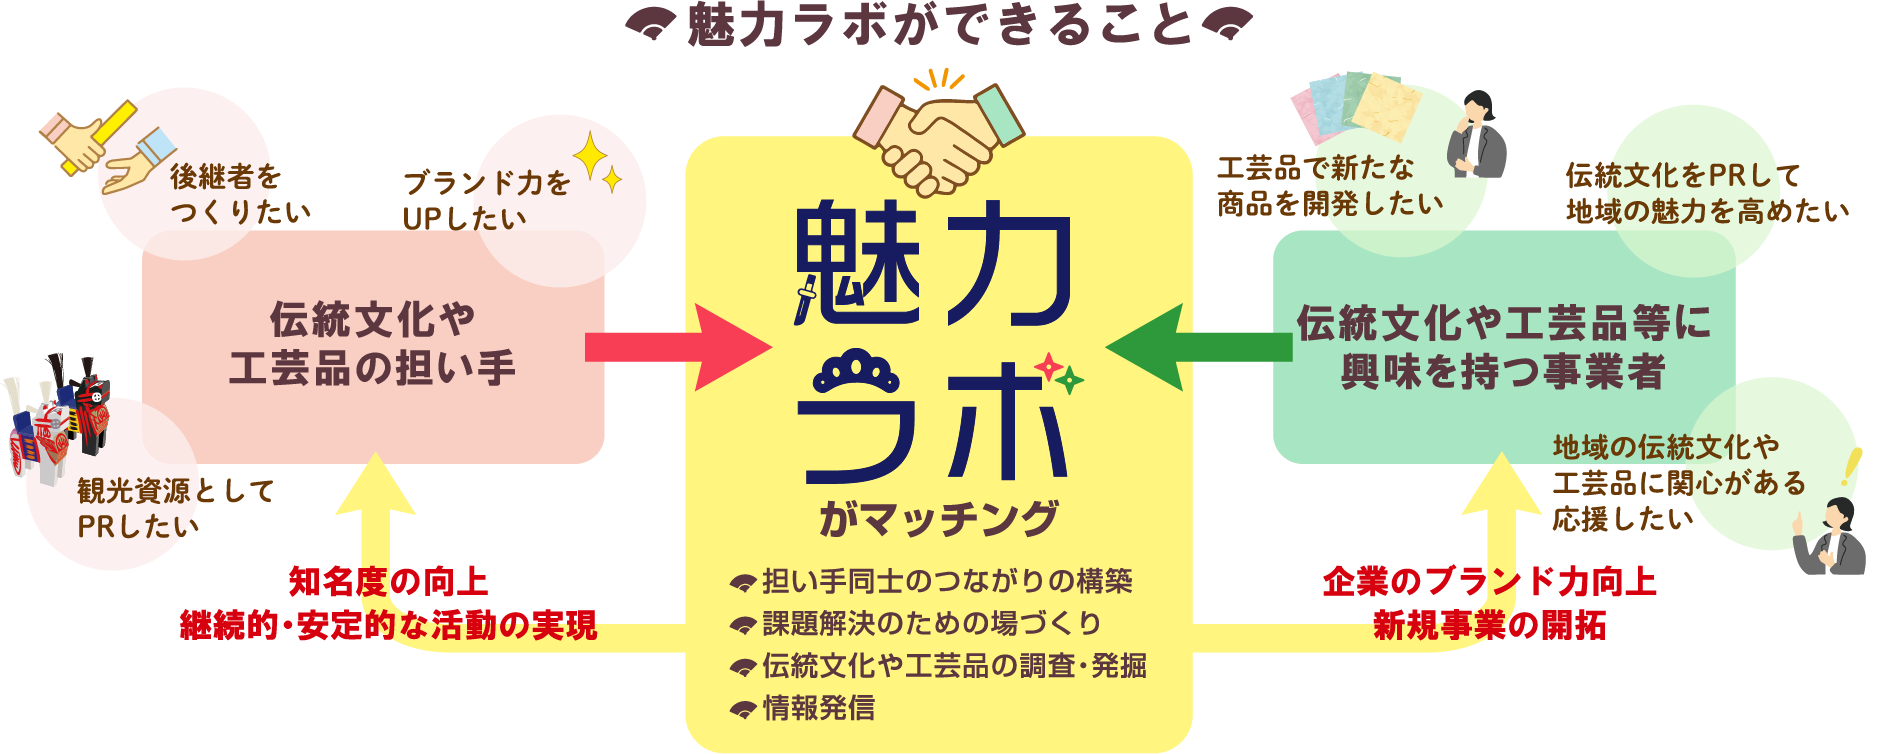 魅力ラボができること
後継者を
つくりたい
ブランド力を
UPしたい
伝統文化や
工芸品の担い手
観光資源として
PRしたい
知名度の向上
継続的・安定的な活動の実現
魅力
ラボ
がマッチング
担い手同士のつながりの構築
課題解決のための場づくり
伝統文化や工芸品の調査・発掘
情報発信
工芸品で新たな
商品を開発したい
伝統文化をPRして
地域の魅力を高めたい
伝統文化や工芸品等に
興味を持つ事業者
地域の伝統文化や
工芸品に関心がある
応援したい
企業のブランド力向上
新規事業の開拓